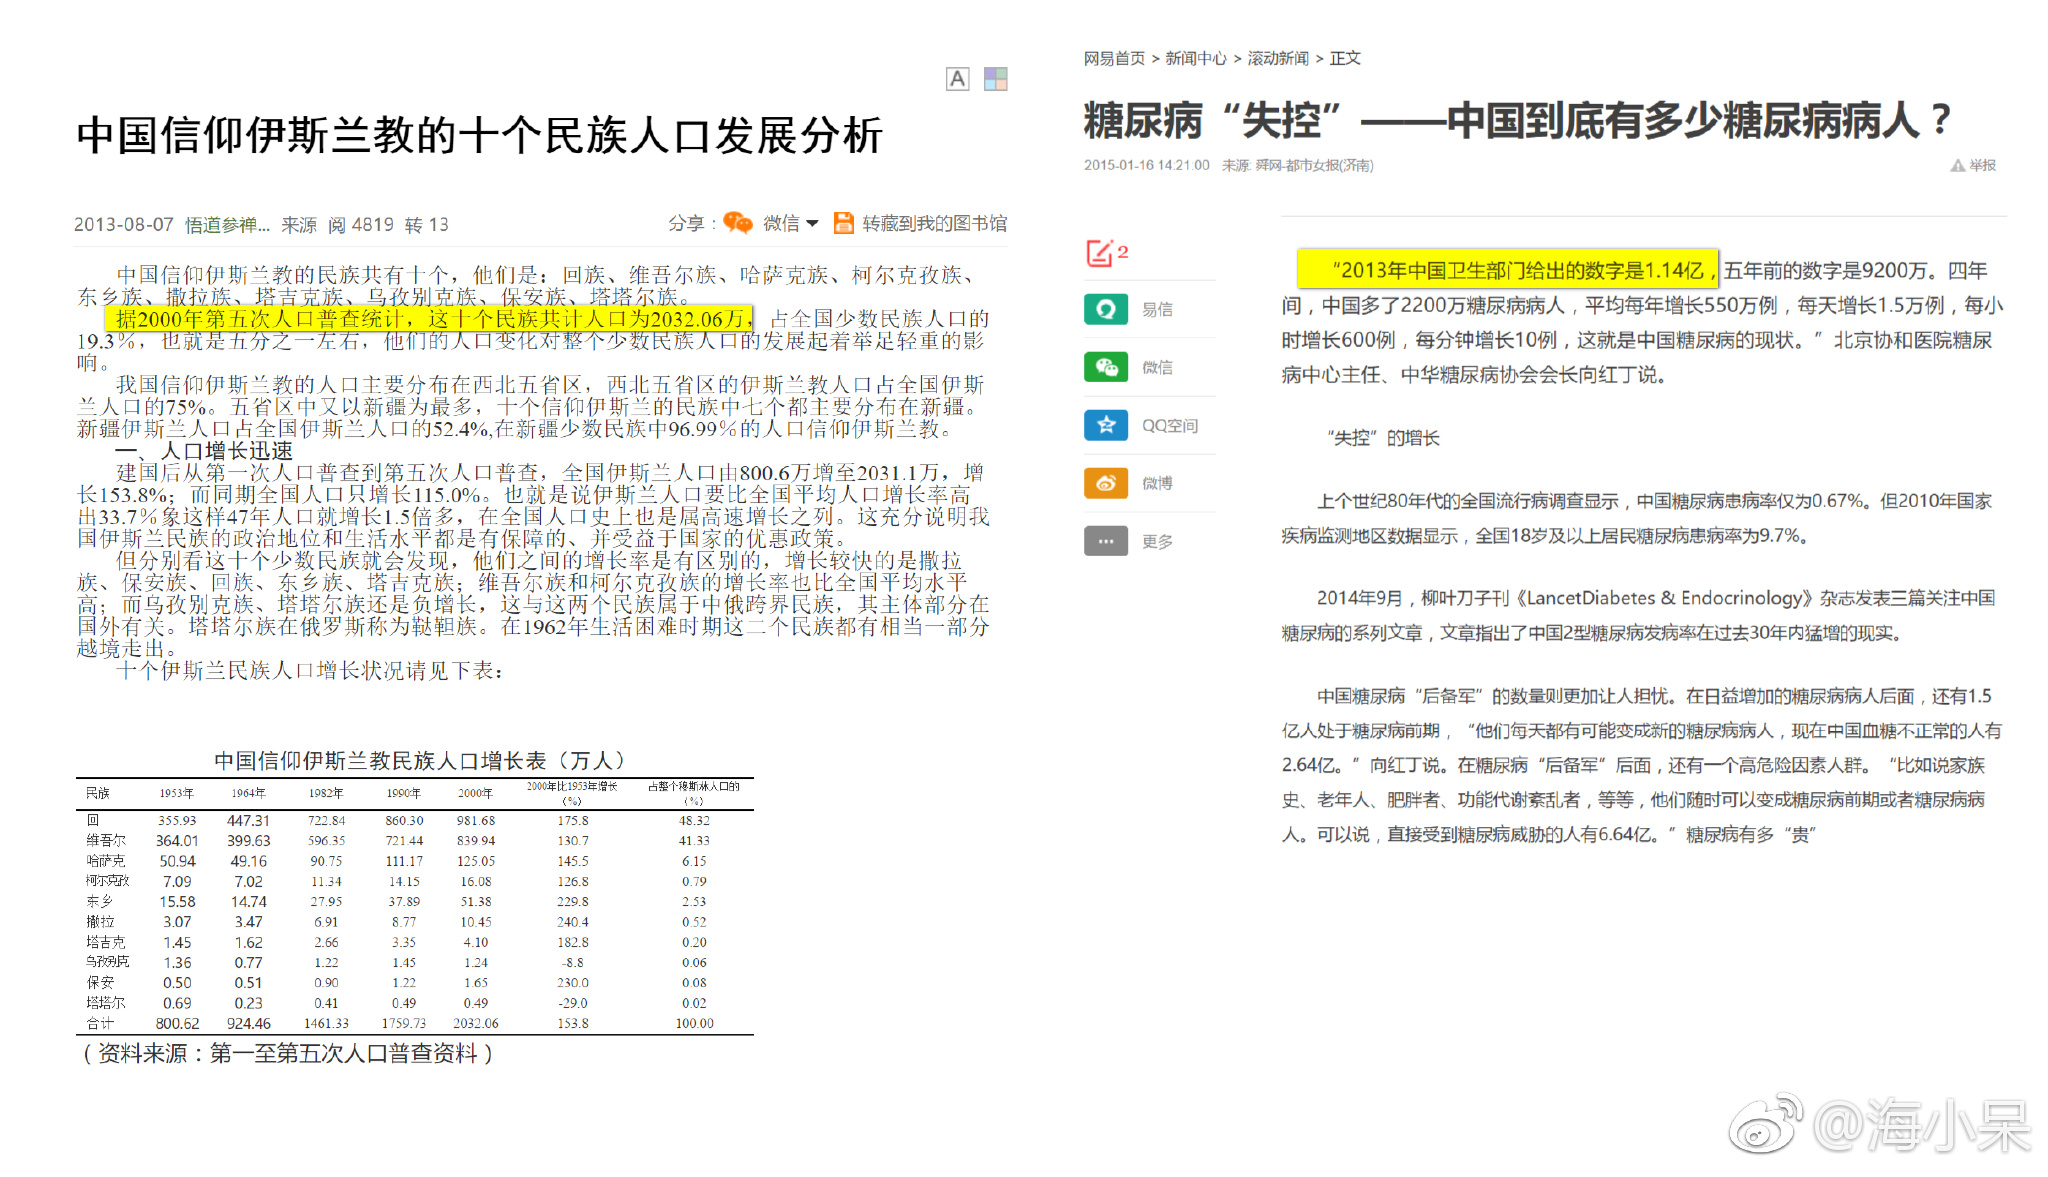 A
中国信仰伊斯兰教的十个民族人口发展分析
2013-08-07 悟道参禅... 来源 阅 4819 转 13
分享： 微信 转藏到我的图书馆
中国信仰伊斯兰教的民族共有十个，他们是：回族、维吾尔族、哈萨克族、柯尔克孜族、
东乡族、撒拉族、塔吉克族、乌孜别克族、保安族、塔塔尔族。
据2000年第五次人口普查统计，这十个民族共计人口为2032.06万，占全国少数民族人口的
19.3%，也就是五分之一左右，他们的人口变化对整个少数民族人口的发展起着举足轻重的影
响。
我国信仰伊斯兰教的人口主要分布在西北五省区，西北五省区的伊斯兰教人口占全国伊斯
兰人口的75%。五省区中又以新疆为最多，十个信仰伊斯兰的民族中七个都主要分布在新疆。
新疆伊斯兰人口占全国伊斯兰人口的52.4%,在新疆少数民族中96.99%的人口信仰伊斯兰教。
一、人口增长迅速
建国后从第一次人口普查到第五次人口普查，全国伊斯兰人口由800.6万增至2031.1万，增
长153.8%；而同期全国人口只增长115.0%。也就是说伊斯兰人口要比全国平均人口增长率高
出33.7%象这样47年人口就增长1.5倍多，在全国人口史上也是属高速增长之列。这充分说明我
国伊斯兰民族的政治地位和生活水平都是有保障的、并受益于国家的优惠政策。
但分别看这十个少数民族就会发现，他们之间的增长率是有区别的，增长较快的是撒拉
族、保安族、回族、东乡族、塔吉克族；维吾尔族和柯尔克孜族的增长率也比全国平均水平
高；而乌孜别克族、塔塔尔族还是负增长，这与这两个民族属于中俄跨界民族，其主体部分在
国外有关。塔塔尔族在俄罗斯称为鞑靼族。在1962年生活困难时期这二个民族都有相当一部分
越境走出。
十个伊斯兰民族人口增长状况请见下表：
中国信仰伊斯兰教民族人口增长表（万人）
民族 1953年 1964年 1982年 1990年 2000年 2000年比1953年增长（%） 占整个穆斯林人口的（%）
回 355.93 447.31 722.84 860.30 981.68 175.8 48.32
维吾尔 364.01 399.63 596.35 721.44 839.94 130.7 41.33
哈萨克 50.94 49.16 90.75 111.17 125.05 145.5 6.15
柯尔克孜 7.09 7.02 11.34 14.15 16.08 126.8 0.79
东乡 15.58 14.74 27.95 37.89 51.38 229.8 2.53
撒拉 3.07 3.47 6.91 8.77 10.45 240.4 0.52
塔吉克 1.45 1.62 2.66 3.35 4.10 182.8 0.20
乌孜别克 1.36 0.77 1.22 1.45 1.24 -8.8 0.06
保安 0.50 0.51 0.90 1.22 1.65 230.0 0.08
塔塔尔 0.69 0.23 0.41 0.49 0.49 -29.0 0.02
合计 800.62 924.46 1461.33 1759.73 2032.06 153.8 100.00
（资料来源：第一至第五次人口普查资料）
网易首页 > 新闻中心 > 滚动新闻 > 正文
糖尿病“失控”——中国到底有多少糖尿病病人？
2015-01-16 14:21:00 来源: 舜网-都市女报(济南)
举报
2
易信
微信
QQ空间
微博
更多
“2013年中国卫生部门给出的数字是1.14亿，五年前的数字是9200万。四年
间，中国多了2200万糖尿病病人，平均每年增长550万例，每天增长1.5万例，每小
时增长600例，每分钟增长10例，这就是中国糖尿病的现状。”北京协和医院糖尿
病中心主任、中华糖尿病协会会长向红丁说。
“失控”的增长
上个世纪80年代的全国流行病调查显示，中国糖尿病患病率仅为0.67%。但2010年国家
疾病监测地区数据显示，全国18岁及以上居民糖尿病患病率为9.7%。
2014年9月，柳叶刀子刊《LancetDiabetes & Endocrinology》杂志发表三篇关注中国
糖尿病的系列文章，文章指出了中国2型糖尿病发病率在过去30年内猛增的现实。
中国糖尿病“后备军”的数量则更加让人担忧。在日益增加的糖尿病病人后面，还有1.5
亿人处于糖尿病前期，“他们每天都有可能变成新的糖尿病病人，现在中国血糖不正常的人有
2.64亿。”向红丁说。在糖尿病“后备军”后面，还有一个高危险因素人群。“比如说家族
史、老年人、肥胖者、功能代谢紊乱者，等等，他们随时可以变成糖尿病前期或者糖尿病病
人。可以说，直接受到糖尿病威胁的人有6.64亿。”糖尿病有多“贵”
@海小呆